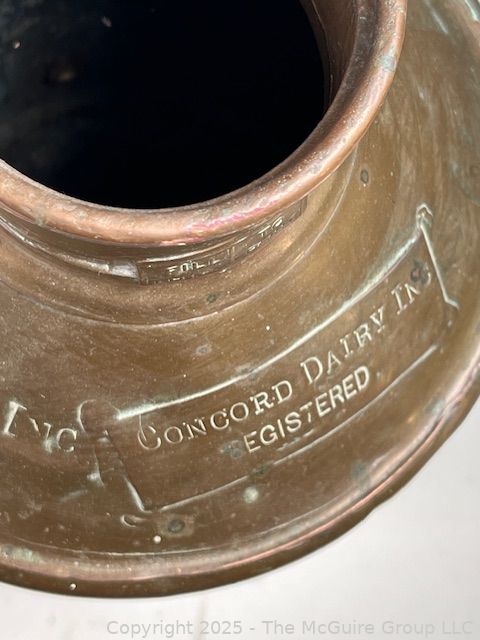 INC
CONCORD DAIRY INC
EGISTERED
Copyright 2025 - The McGuire Group LLC